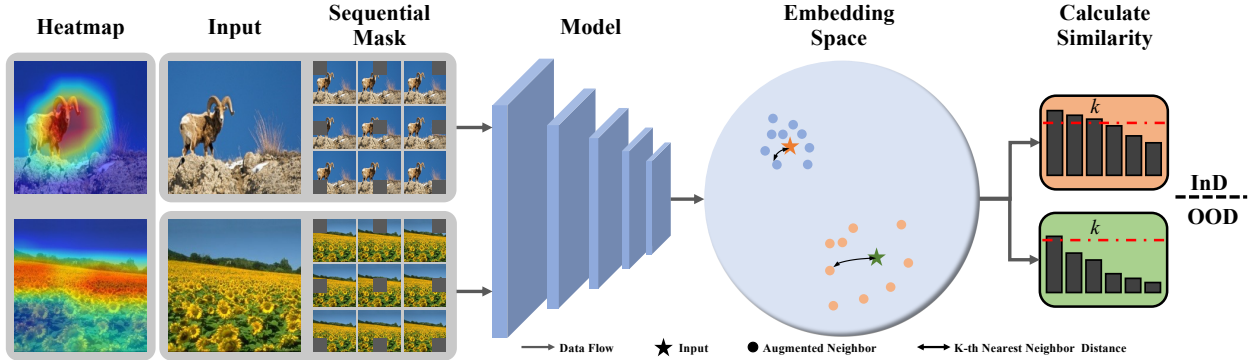 Heatmap
Input
Sequential
Mask
Model
Embedding
Space
Calculate
Similarity
k
InD
OOD
k
Data Flow
Input
Augmented Neighbor
K-th Nearest Neighbor Distance